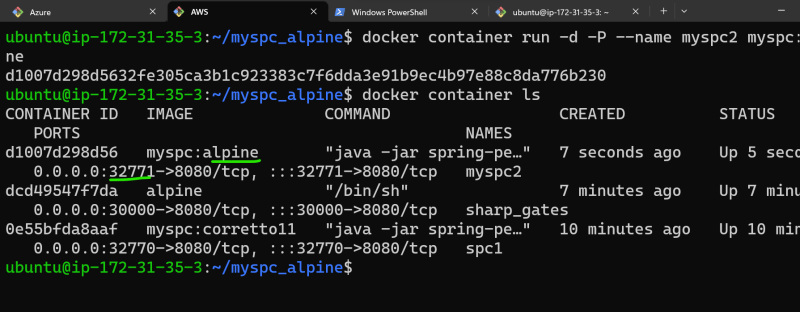 Azure
AWS
Windows PowerShell
ubuntu@ip-172-31-35-3: ~
ubuntu@ip-172-31-35-3:~/myspc_alpine$ docker container run -d -P --name myspc2 myspc:
ne
d1007d298d5632fe305ca3b1c923383c7f6dda3e91b9ec4b97e88c8da776b230
ubuntu@ip-172-31-35-3:~/myspc_alpine$ docker container ls
CONTAINER ID   IMAGE               COMMAND                  CREATED          STATUS
   PORTS                                         NAMES
d1007d298d56   myspc:alpine        "java -jar spring-pe…"   7 seconds ago    Up 5 seco
   0.0.0.0:32771->8080/tcp, :::32771->8080/tcp   myspc2
dcd49547f7da   alpine              "/bin/sh"                7 minutes ago    Up 7 minu
   0.0.0.0:30000->8080/tcp, :::30000->8080/tcp   sharp_gates
0e55bfda8aaf   myspc:corretto11    "java -jar spring-pe…"   10 minutes ago   Up 10 min
   0.0.0.0:32770->8080/tcp, :::32770->8080/tcp   spc1
ubuntu@ip-172-31-35-3:~/myspc_alpine$